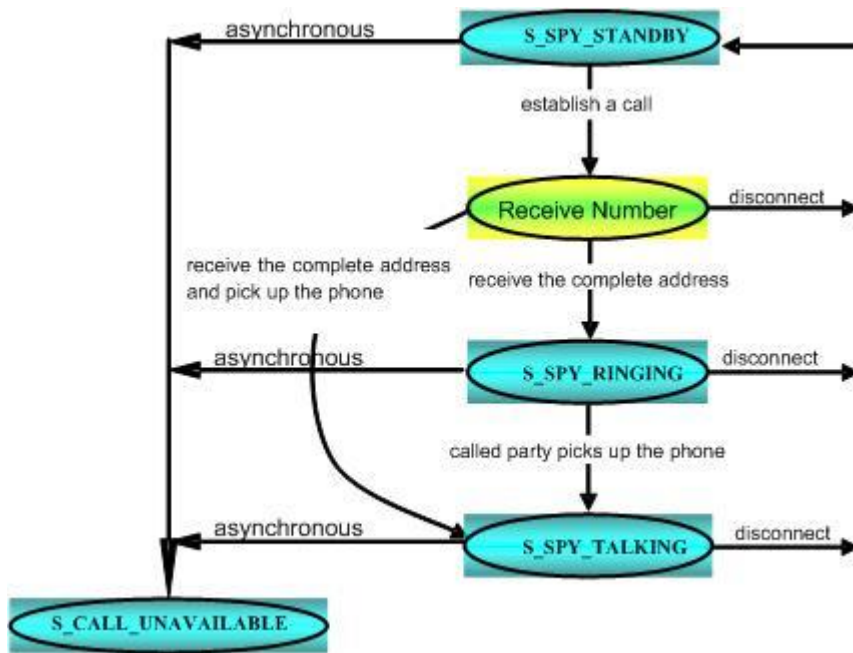 asynchronous
S_SPY_STANDBY
establish a call
Receive Number
disconnect
receive the complete address
and pick up the phone
receive the complete address
asynchronous
S_SPY_RINGING
disconnect
called party picks up the phone
asynchronous
S_SPY_TALKING
disconnect
S_CALL_UNAVAILABLE